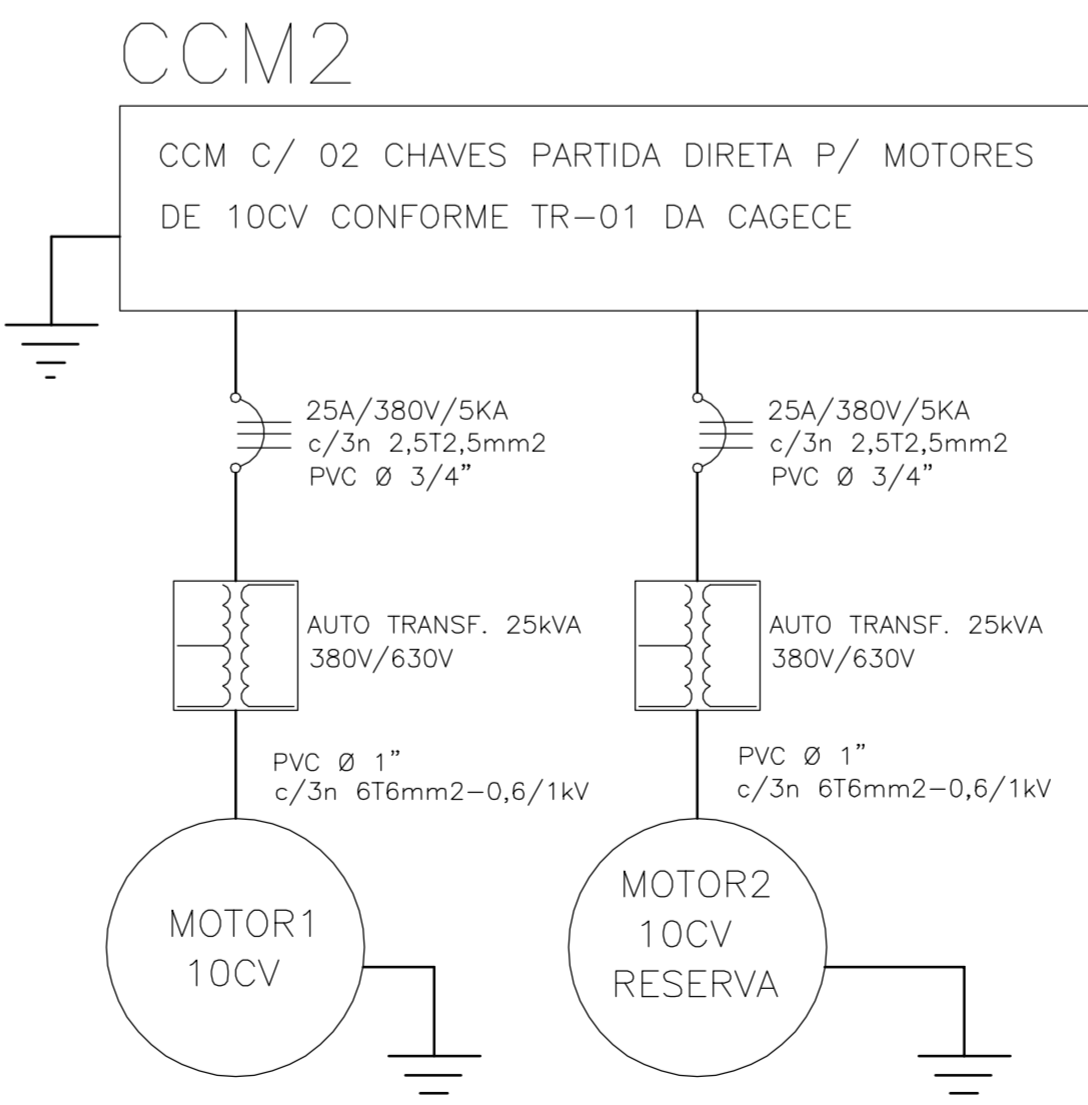 CCM2
CCM C/ 02 CHAVES PARTIDA DIRETA P/ MOTORES
DE 10CV CONFORME TR-01 DA CAGECE
25A/380V/5KA
c/3n 2,5T2,5mm2
PVC Ø 3/4"
25A/380V/5KA
c/3n 2,5T2,5mm2
PVC Ø 3/4"
AUTO TRANSF. 25kVA
380V/630V
AUTO TRANSF. 25kVA
380V/630V
PVC Ø 1"
c/3n 6T6mm2-0,6/1kV
PVC Ø 1"
c/3n 6T6mm2-0,6/1kV
MOTOR1
10CV
MOTOR2
10CV
RESERVA